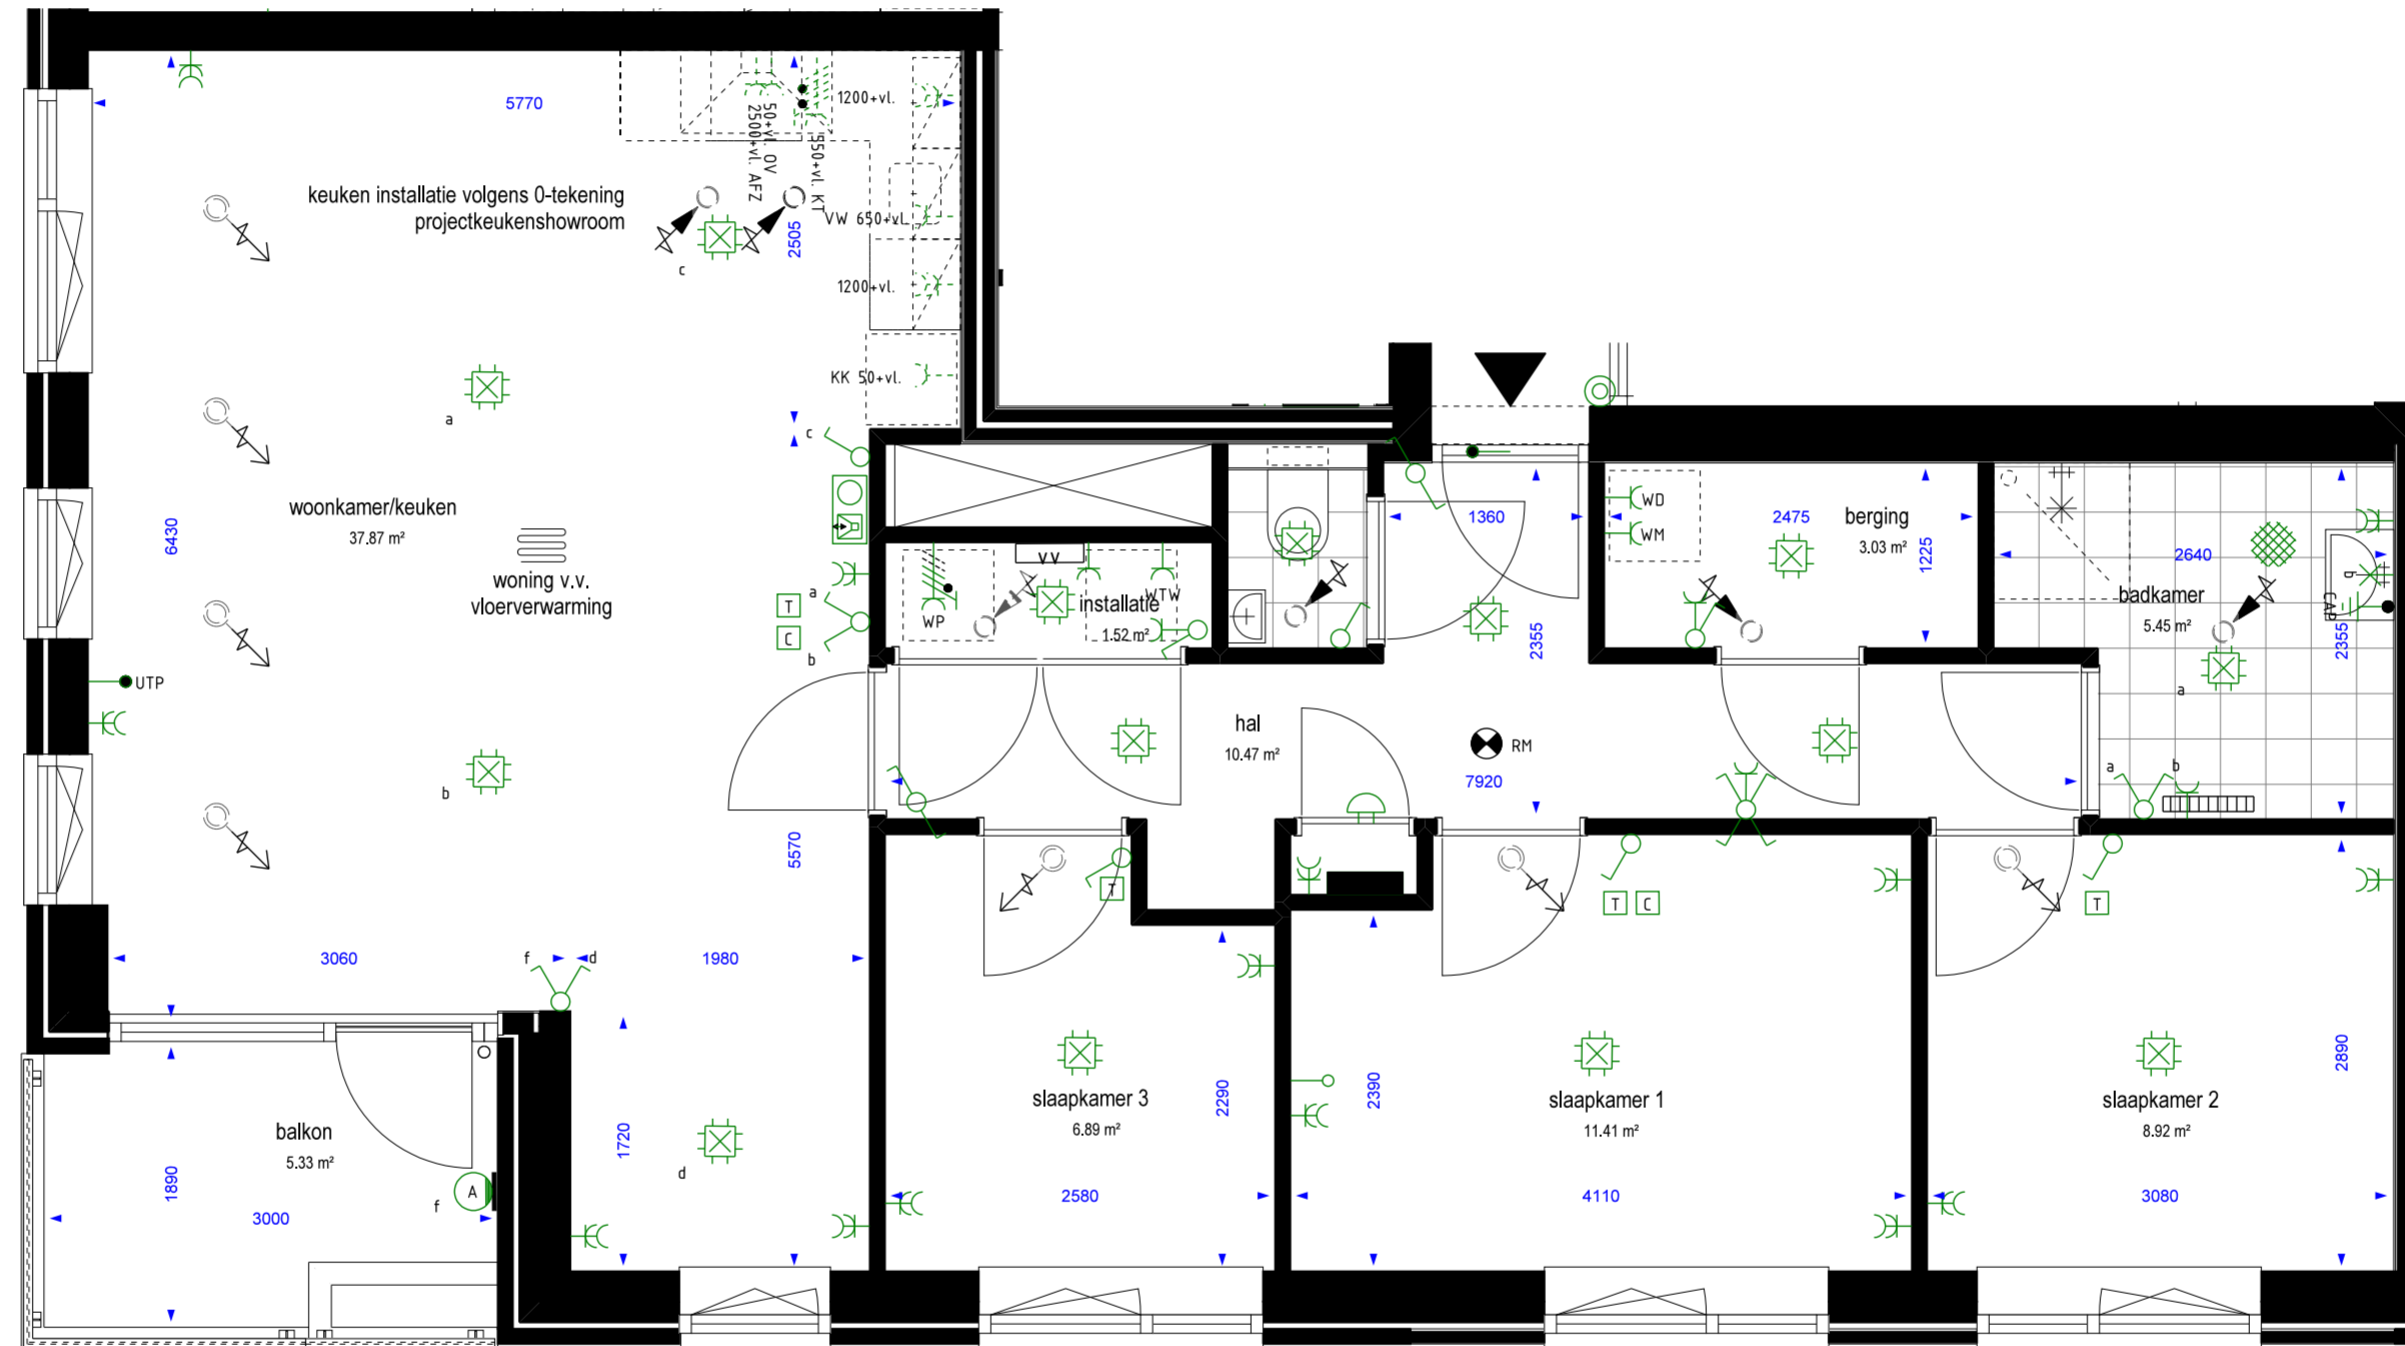 5770
1200+vl.
50+vl. OV
2500+vl. AFZ
550+vl. KT
keuken installatie volgens 0-tekening
projectkeukenshowroom
VW 650+vl.
2505
c
1200+vl.
KK 50+vl.
a
c
woonkamer/keuken
37.87 m²
6430
woning v.v.
vloerverwarming
T
C
a
b
VV
WP
installatie
1.52 m²
WTW
1360
WD
WM
2475
berging
3.03 m²
1225
2640
badkamer
5.45 m²
b
CAP
2355
2355
a
UTP
hal
10.47 m²
RM
7920
a
b
b
5570
T
T
C
T
3060
f
d
1980
balkon
5.33 m²
1890
3000
f
A
1720
d
slaapkamer 3
6.89 m²
2290
2580
2390
slaapkamer 1
11.41 m²
4110
slaapkamer 2
8.92 m²
2890
3080